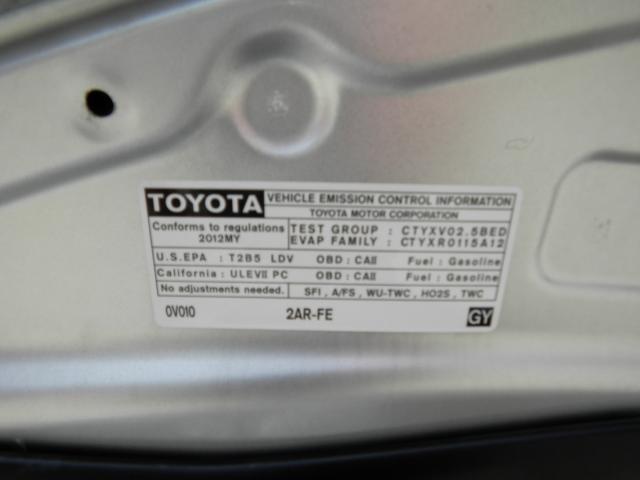 TOYOTA VEHICLE EMISSION CONTROL INFORMATION
TOYOTA MOTOR CORPORATION
Conforms to regulations
2012MY
TEST GROUP : CTYXV02.5BED
EVAP FAMILY : CTYXR0115A12
U.S.EPA : T2B5 LDV OBD : CAII Fuel : Gasoline
California : ULEVII PC OBD : CAII Fuel : Gasoline
No adjustments needed. SFI , A/FS , WU-TWC , HO2S , TWC
0V010 2AR-FE GY